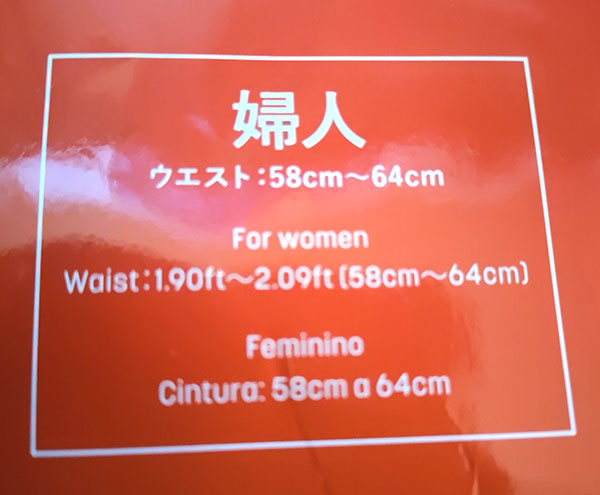 婦人
ウエスト:58cm〜64cm
For women
Waist:1.90ft〜2.09ft(58cm〜64cm)
Feminino
Cintura: 58cm a 64cm